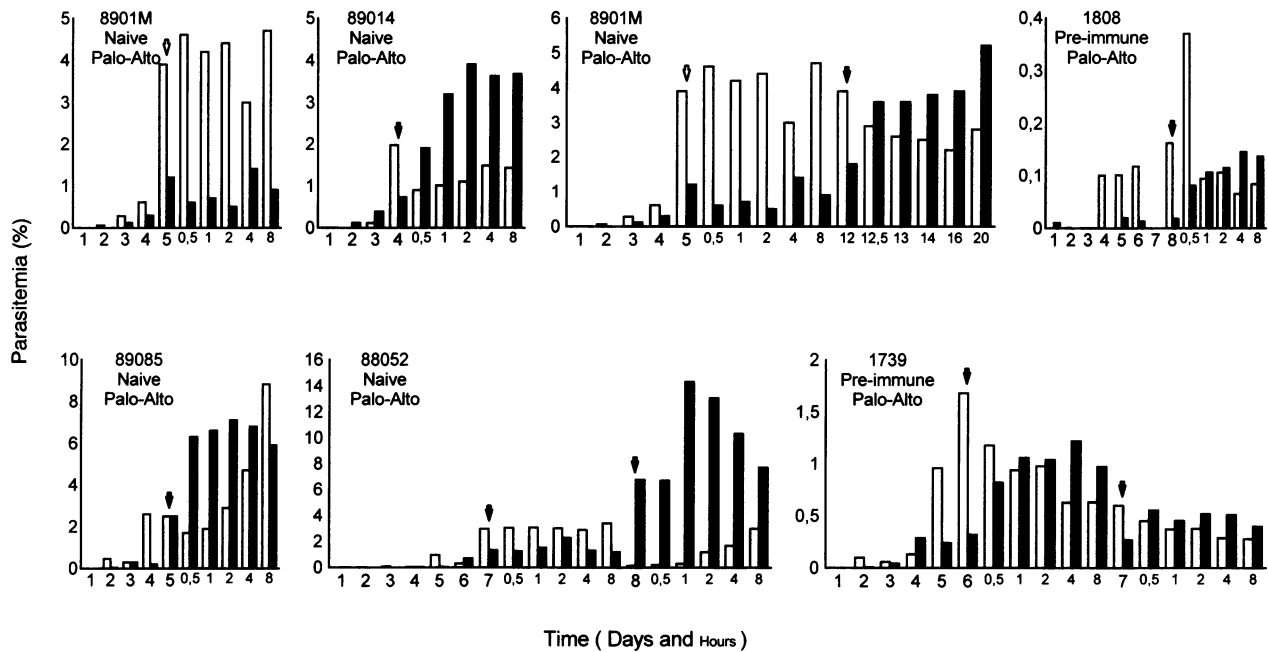 8901M
Naive
Palo-Alto
5
4
3
2
1
0
1 2 3 4 5 0,5 1 2 4 8
89014
Naive
Palo-Alto
5
4
3
2
1
0
1 2 3 4 0,5 1 2 4 8
8901M
Naive
Palo-Alto
6
5
4
3
2
1
0
1 2 3 4 5 0,5 1 2 4 8 12 12,5 13 14 16 20
1808
Pre-immune
Palo-Alto
0,4
0,3
0,2
0,1
0
1 2 3 4 5 6 7 8 0,5 1 2 4 8
Parasitemia (%)
89085
Naive
Palo-Alto
10
8
6
4
2
0
1 2 3 4 5 0,5 1 2 4 8
88052
Naive
Palo-Alto
16
14
12
10
8
6
4
2
0
1 2 3 4 5 6 7 0,5 1 2 4 8 8 0,5 1 2 4 8
1739
Pre-immune
Palo-Alto
2
1,5
1
0,5
0
1 2 3 4 5 6 0,5 1 2 4 8 7 0,5 1 2 4 8
Time ( Days and Hours )